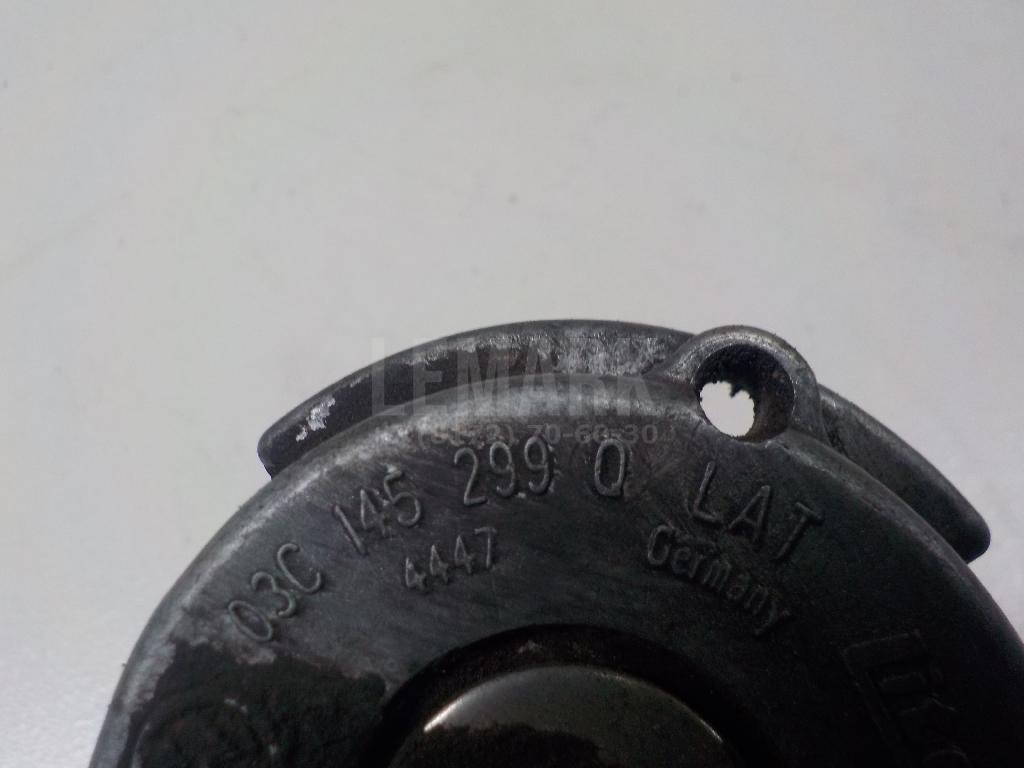 LEMARK
03C 145 299 Q LAT
4447
Germany